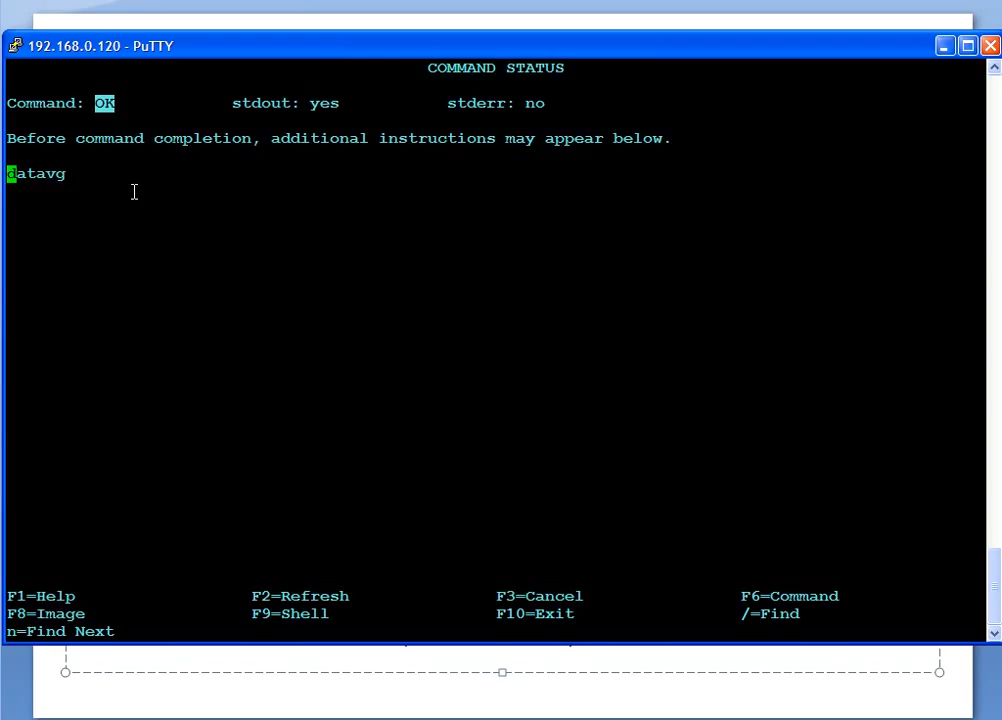 192.168.0.120 - PuTTY
COMMAND STATUS
Command: OK stdout: yes stderr: no
Before command completion, additional instructions may appear below.
datavg
F1=Help F2=Refresh F3=Cancel F6=Command
F8=Image F9=Shell F10=Exit /=Find
n=Find Next